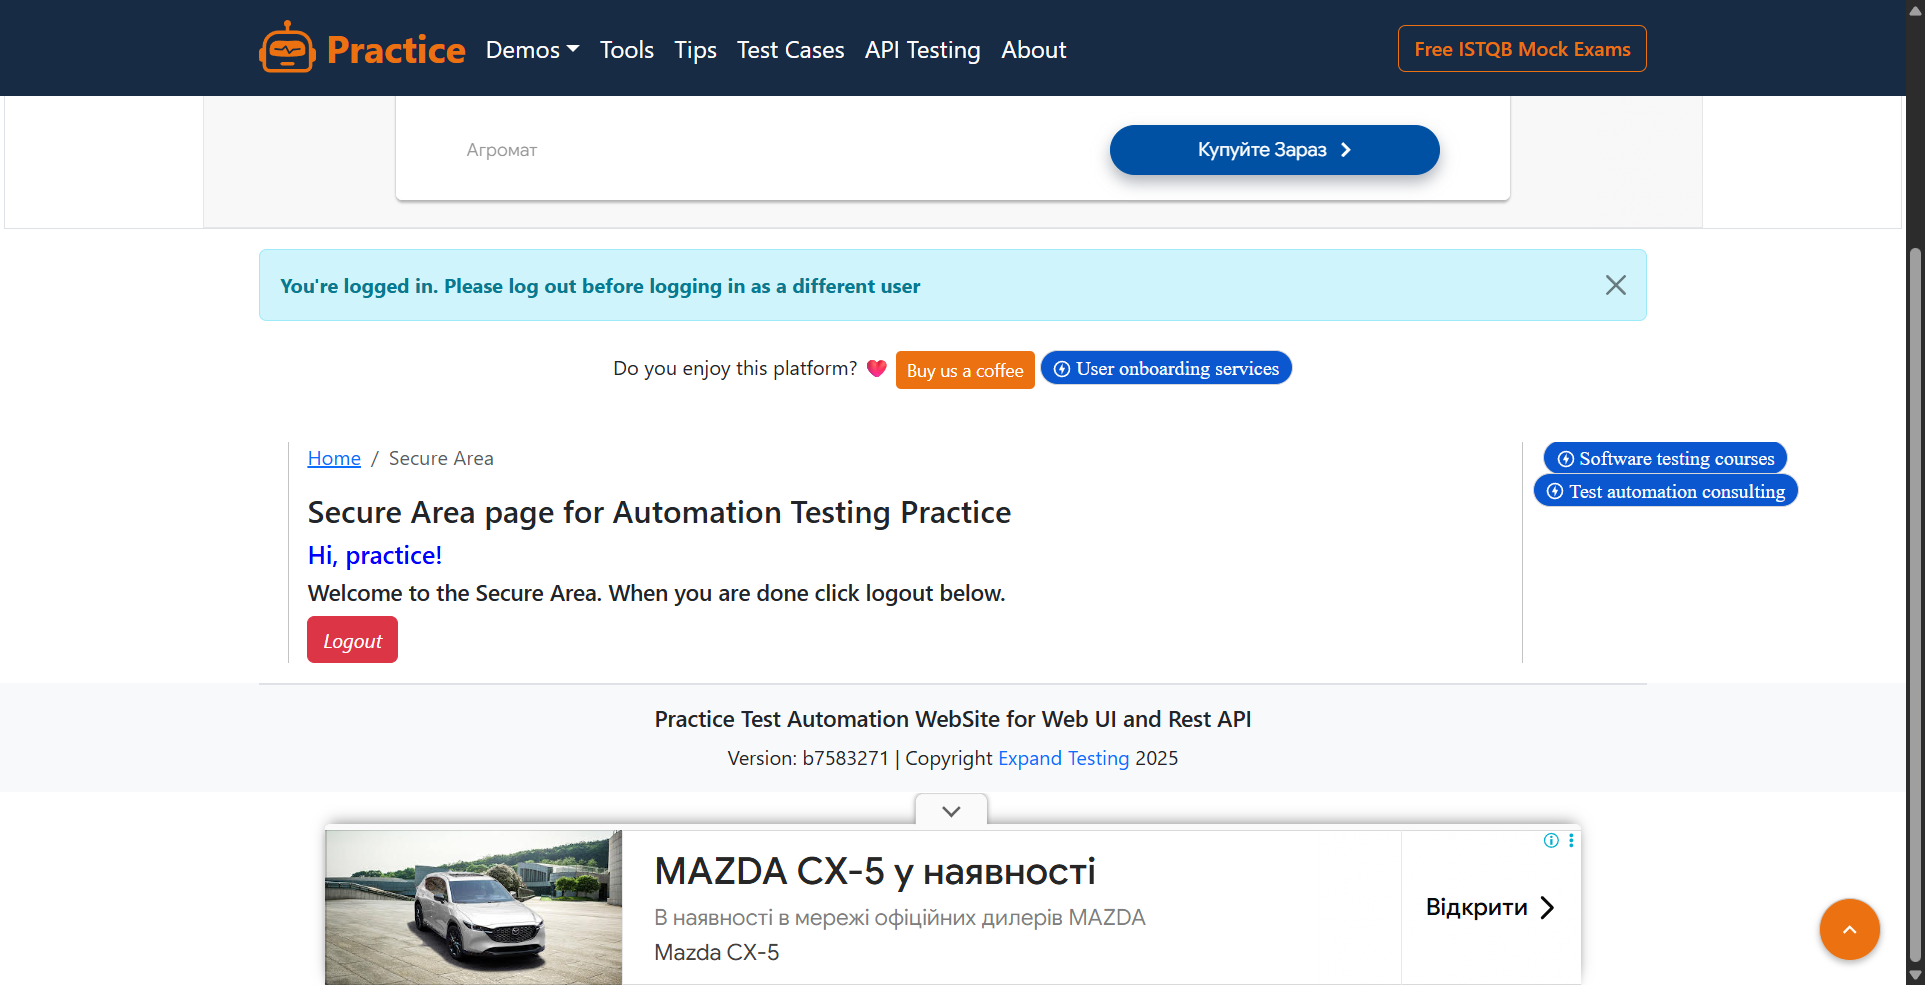 Practice Demos Tools Tips Test Cases API Testing About Free ISTQB Mock Exams
Агромат Купуйте Зараз
You're logged in. Please log out before logging in as a different user
Do you enjoy this platform? Buy us a coffee User onboarding services
Home / Secure Area
Software testing courses
Test automation consulting
Secure Area page for Automation Testing Practice
Hi, practice!
Welcome to the Secure Area. When you are done click logout below.
Logout
Practice Test Automation WebSite for Web UI and Rest API
Version: b7583271 | Copyright Expand Testing 2025
MAZDA CX-5 у наявності
В наявності в мережі офіційних дилерів MAZDA
Mazda CX-5
Відкрити